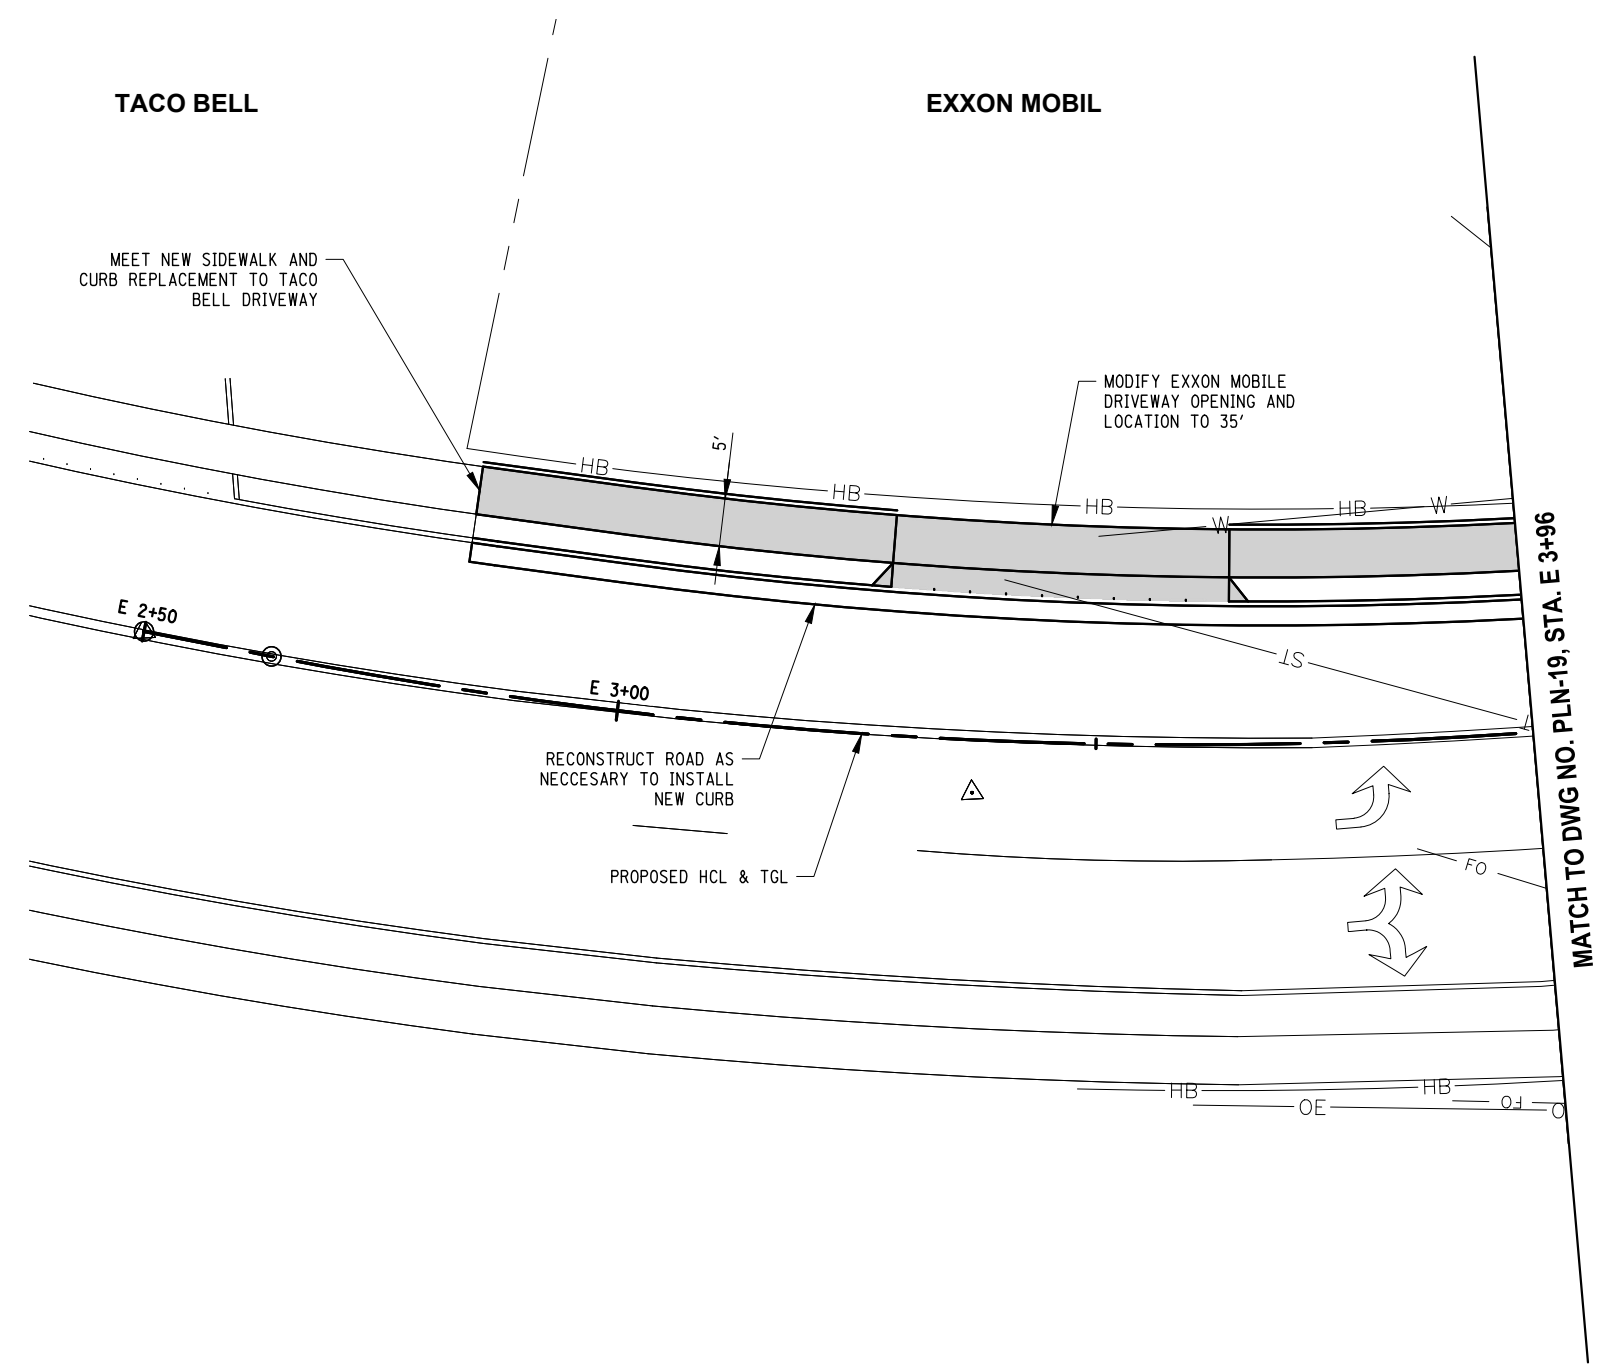 TACO BELL
EXXON MOBIL
MEET NEW SIDEWALK AND
CURB REPLACEMENT TO TACO
BELL DRIVEWAY
MODIFY EXXON MOBILE
DRIVEWAY OPENING AND
LOCATION TO 35'
5'
HB
HB
HB
HB
W
W
MATCH TO DWG NO. PLN-19, STA. E 3+96
E 2+50
E 3+00
ST
RECONSTRUCT ROAD AS
NECCESARY TO INSTALL
NEW CURB
PROPOSED HCL & TGL
FO
HB
HB
OE
FO
O